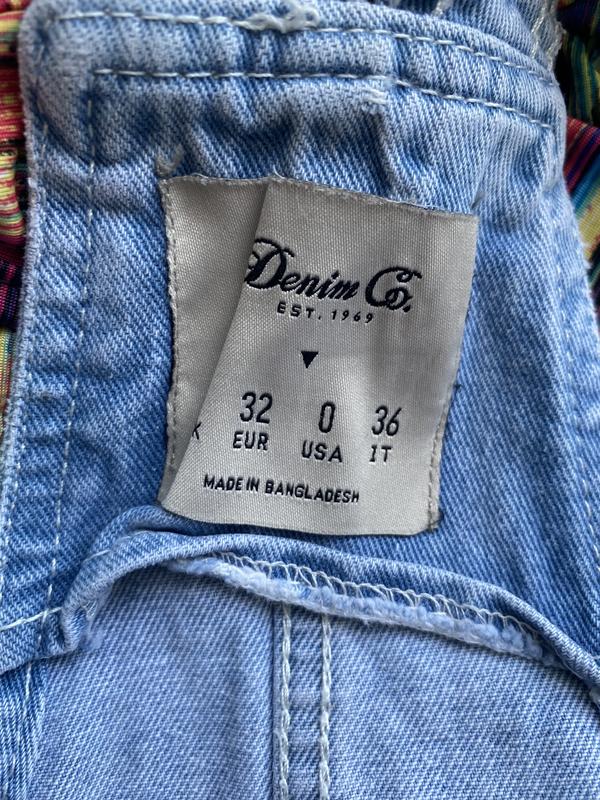 Denim Co.
EST. 1969
32 0 36
K EUR USA IT
MADE IN BANGLADESH